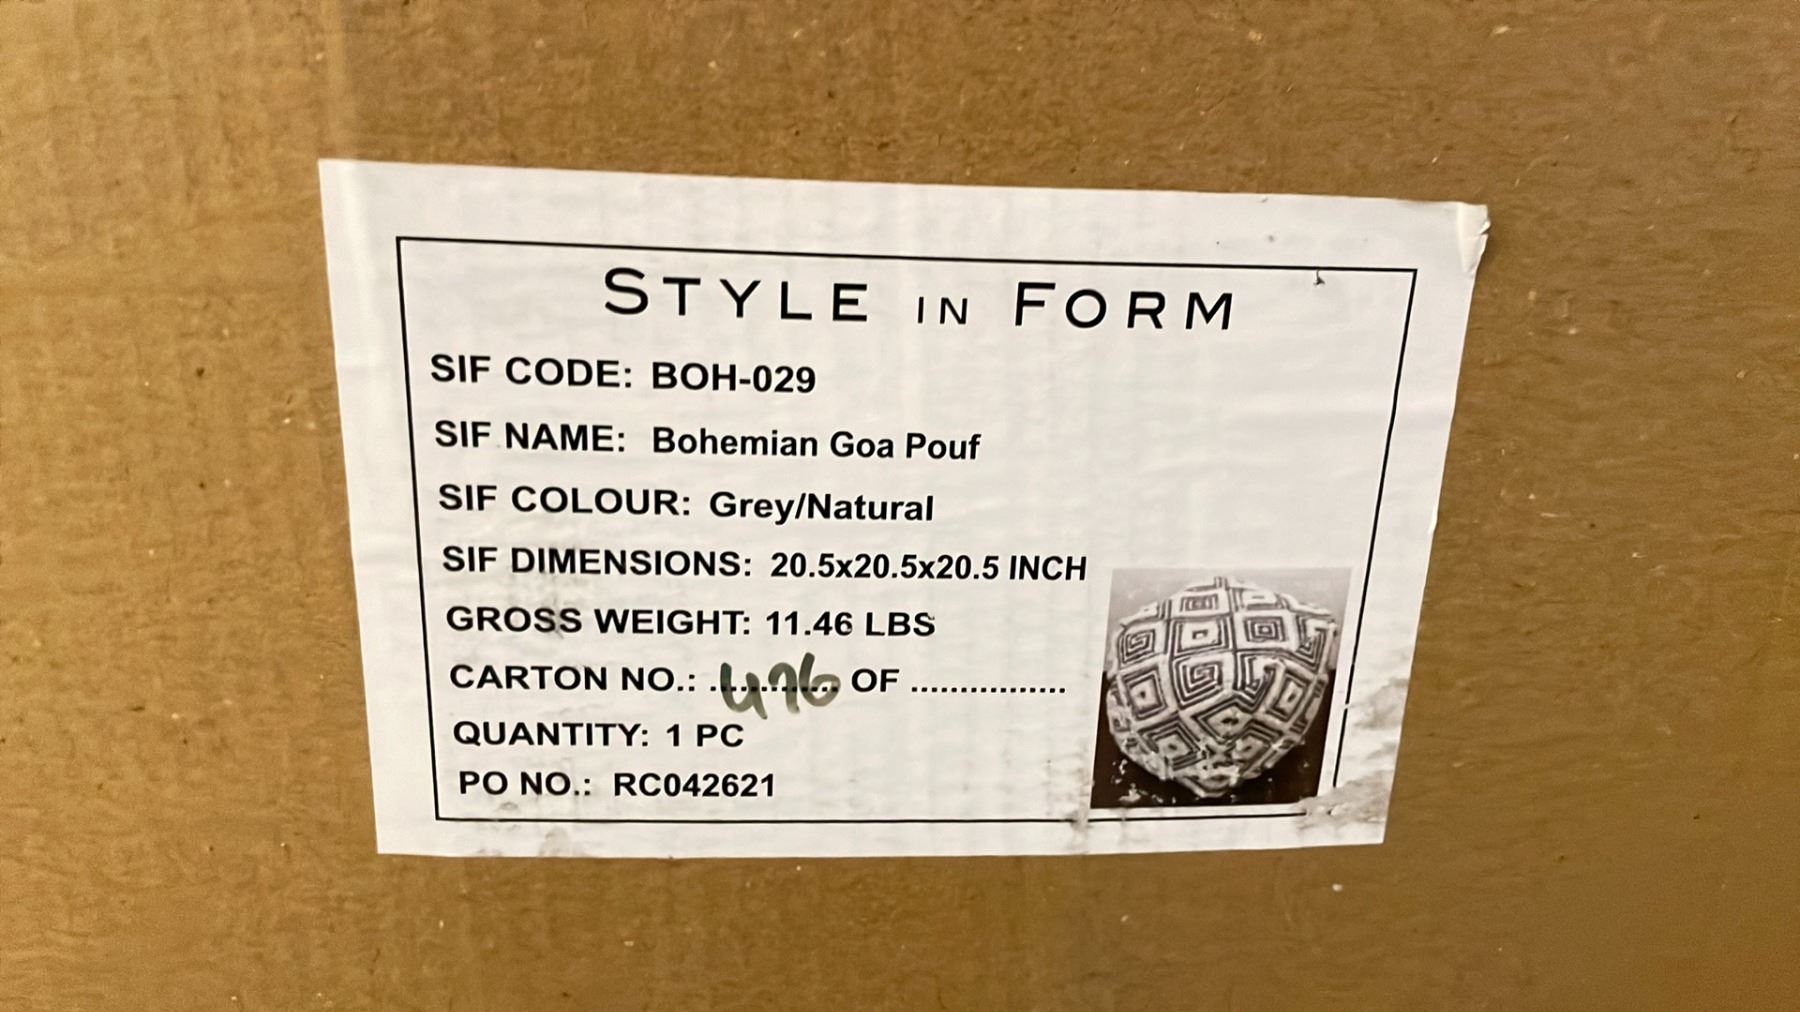 STYLE IN FORM
SIF CODE: BOH-029
SIF NAME: Bohemian Goa Pouf
SIF COLOUR: Grey/Natural
SIF DIMENSIONS: 20.5x20.5x20.5 INCH
GROSS WEIGHT: 11.46 LBS
CARTON NO.: .476. OF ................
QUANTITY: 1 PC
PO NO.: RC042621